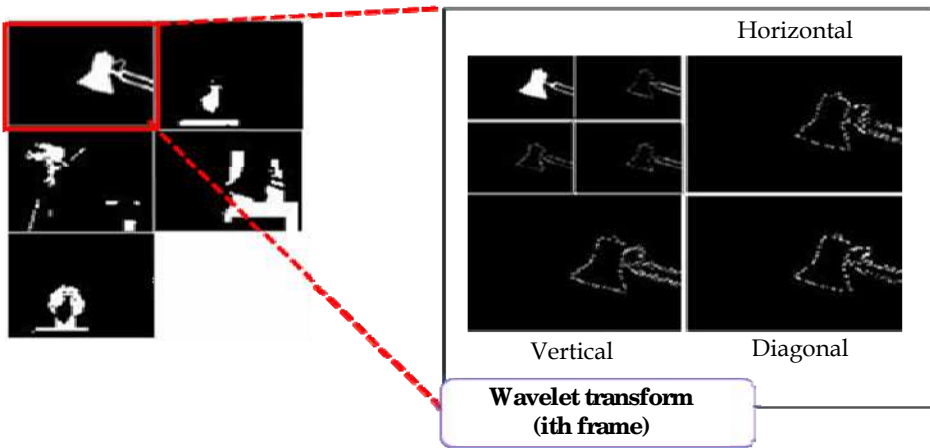 Horizontal
Vertical
Diagonal
Wavelet transform
(ith frame)